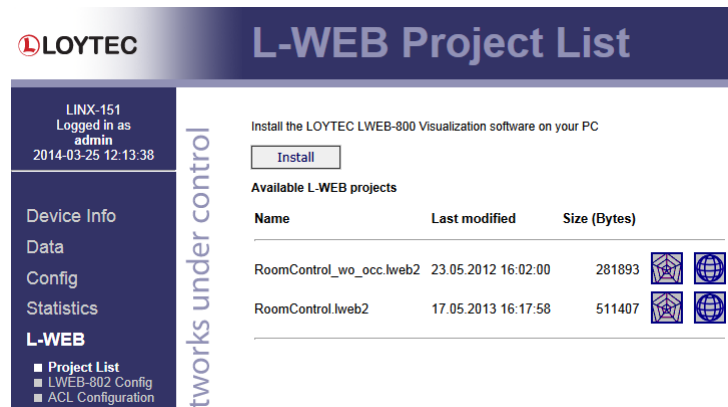 LOYTEC
L-WEB Project List
LINX-151
Logged in as
admin
2014-03-25 12:13:38
Device Info
Data
Config
Statistics
L-WEB
Project List
LWEB-802 Config
ACL Configuration
tworks under control
Install the LOYTEC LWEB-800 Visualization software on your PC
Install
Available L-WEB projects
Name Last modified Size (Bytes)
RoomControl_wo_occ.lweb2 23.05.2012 16:02:00 281893
RoomControl.lweb2 17.05.2013 16:17:58 511407